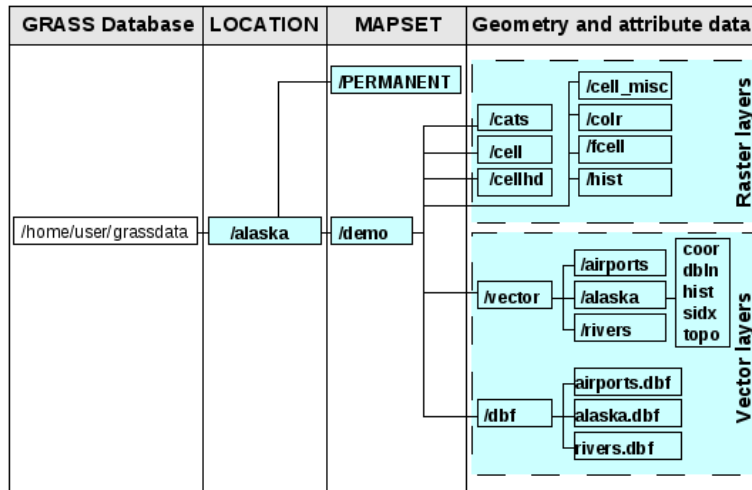 GRASS Database
LOCATION
MAPSET
Geometry and attribute data
/PERMANENT
/cell_misc
/cats
/colr
/cell
/fcell
/cellhd
/hist
Raster layers
/home/user/grassdata
/alaska
/demo
/vector
/airports
/alaska
/rivers
coor
dbln
hist
sidx
topo
/dbf
airports.dbf
alaska.dbf
rivers.dbf
Vector layers